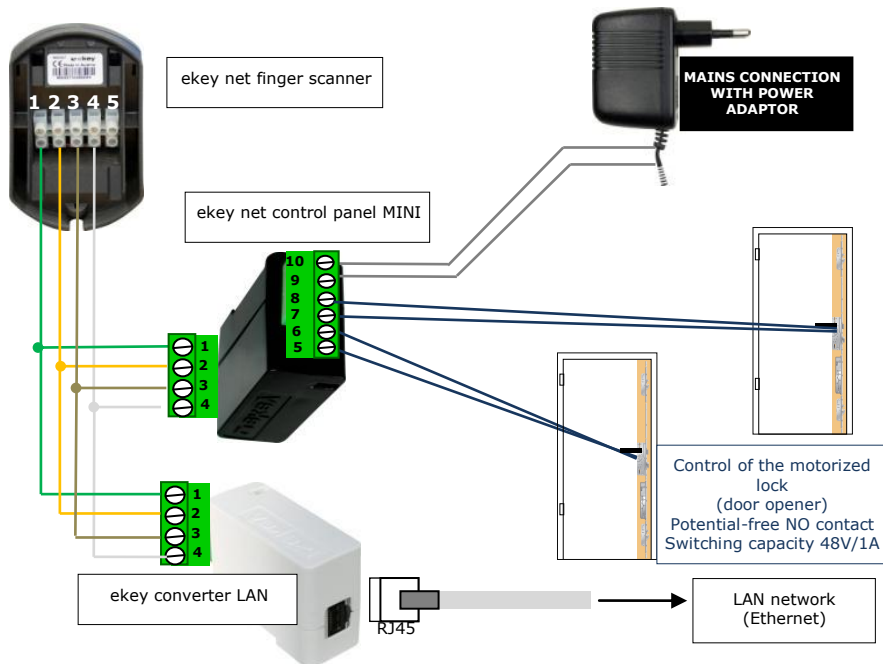 ekey
ekey net finger scanner
1 2 3 4 5
MAINS CONNECTION
WITH POWER
ADAPTOR
ekey net control panel MINI
10
9
8
7
6
5
1
2
3
4
Control of the motorized
lock
(door opener)
Potential-free NO contact
Switching capacity 48V/1A
1
2
3
4
ekey converter LAN
RJ45
LAN network
(Ethernet)